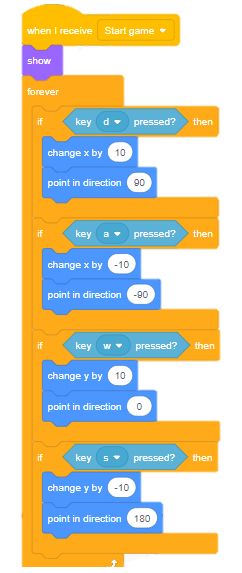 when I receive Start game
show
forever
if key d pressed? then
change x by 10
point in direction 90
if key a pressed? then
change x by -10
point in direction -90
if key w pressed? then
change y by 10
point in direction 0
if key s pressed? then
change y by -10
point in direction 180